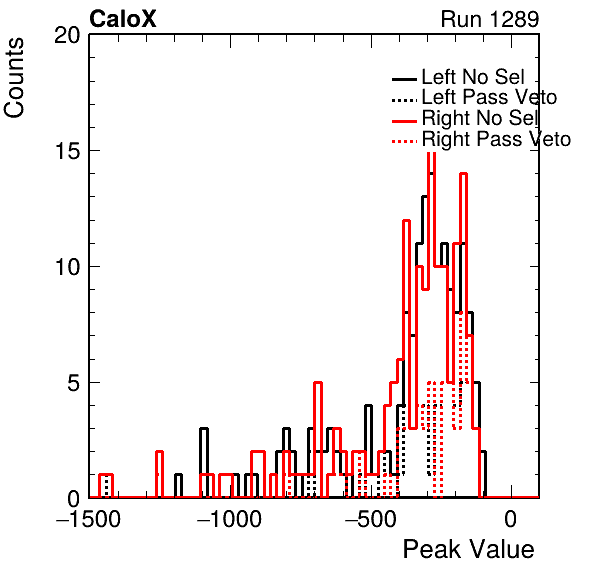 CaloX Run 1289
Counts
20
15
10
5
0
Left No Sel
Left Pass Veto
Right No Sel
Right Pass Veto
−1500 −1000 −500 0
Peak Value